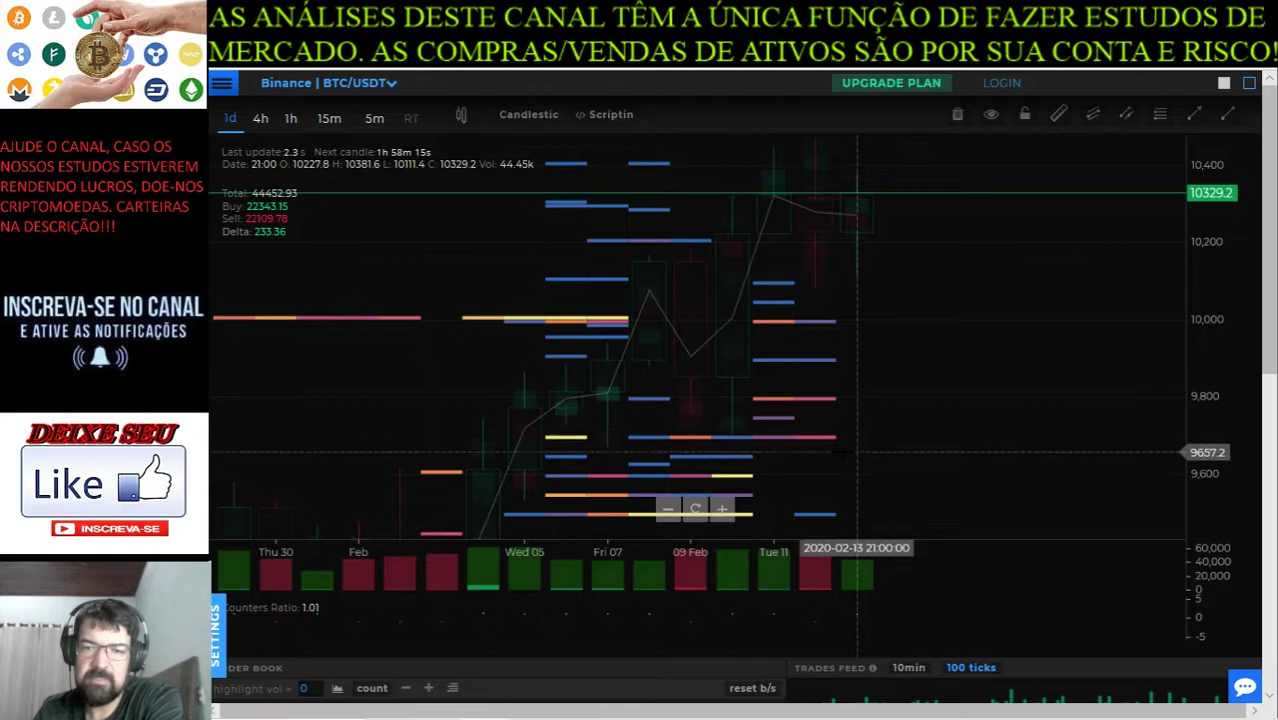 AS ANÁLISES DESTE CANAL TÊM A ÚNICA FUNÇÃO DE FAZER ESTUDOS DE
MERCADO. AS COMPRAS/VENDAS DE ATIVOS SÃO POR SUA CONTA E RISCO!
AJUDE O CANAL, CASO OS
NOSSOS ESTUDOS ESTIVEREM
RENDENDO LUCROS, DOE-NOS
CRIPTOMOEDAS. CARTEIRAS
NA DESCRIÇÃO!!!
INSCREVA-SE NO CANAL
E ATIVE AS NOTIFICAÇÕES
DEIXE SEU
Like
INSCREVA-SE
Binance | BTC/USDT
UPGRADE PLAN
LOGIN
1d 4h 1h 15m 5m RT
Candlestic
</> Scriptin
Last update: 2.3 s Next candle: 1h 58m 15s
Date: 21:00 O: 10227.8 H: 10381.6 L: 10111.4 C: 10329.2 Vol: 44.45k
Total: 44452.93
Buy: 22343.15
Sell: 22109.78
Delta: 233.36
10,400
10329.2
10,200
10,000
9,800
9657.2
9,600
Thu 30 Feb Wed 05 Fri 07 09 Feb Tue 11 2020-02-13 21:00:00
60,000
40,000
20,000
0
5
0
-5
Counters Ratio: 1.01
SETTINGS
RDER BOOK
TRADES FEED 10min 100 ticks
highlight vol > 0 count − + reset b/s